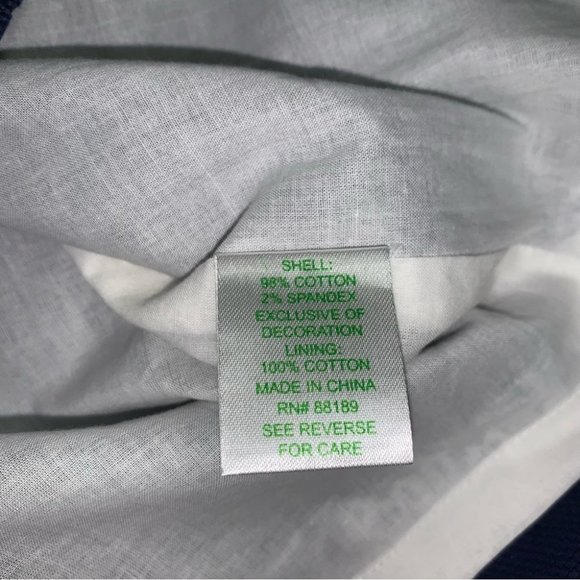 SHELL:
98% COTTON
2% SPANDEX
EXCLUSIVE OF
DECORATION
LINING:
100% COTTON
MADE IN CHINA
RN# 88189
SEE REVERSE
FOR CARE